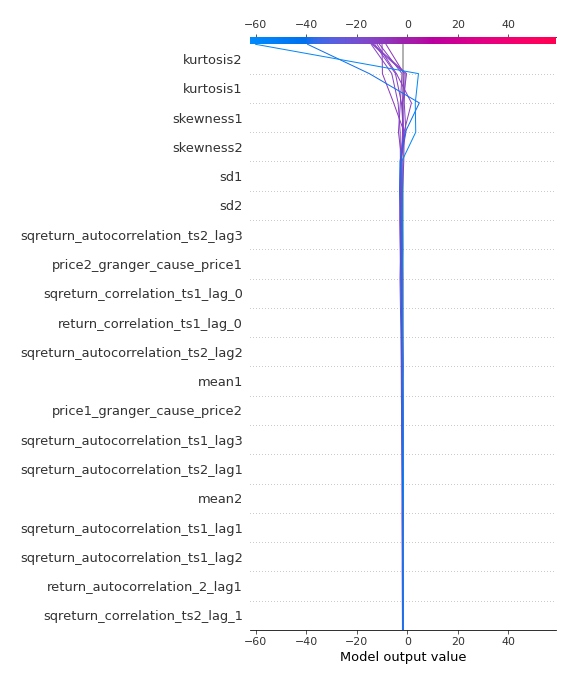 −60 −40 −20 0 20 40
kurtosis2
kurtosis1
skewness1
skewness2
sd1
sd2
sqreturn_autocorrelation_ts2_lag3
price2_granger_cause_price1
sqreturn_correlation_ts1_lag_0
return_correlation_ts1_lag_0
sqreturn_autocorrelation_ts2_lag2
mean1
price1_granger_cause_price2
sqreturn_autocorrelation_ts1_lag3
sqreturn_autocorrelation_ts2_lag1
mean2
sqreturn_autocorrelation_ts1_lag1
sqreturn_autocorrelation_ts1_lag2
return_autocorrelation_2_lag1
sqreturn_correlation_ts2_lag_1
−60 −40 −20 0 20 40
Model output value